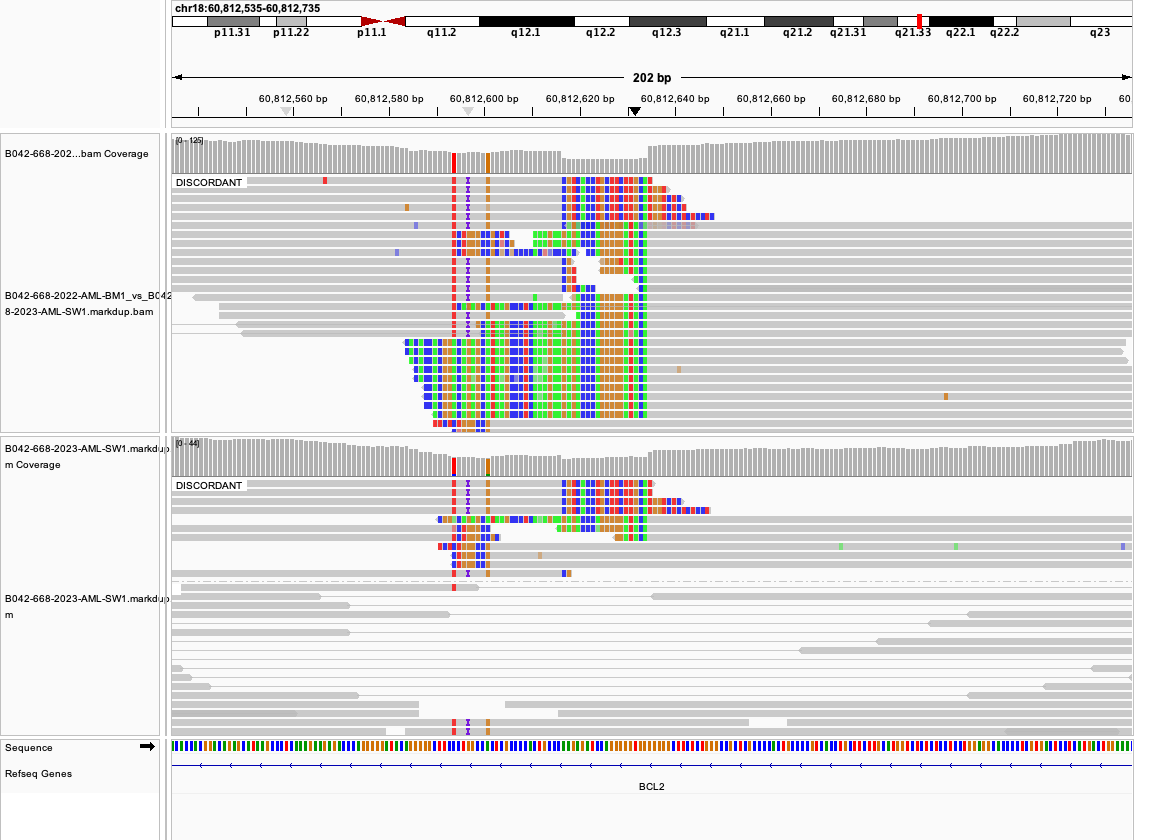 chr18:60,812,535-60,812,735
p11.31 p11.22 p11.1 q11.2 q12.1 q12.2 q12.3 q21.1 q21.2 q21.31 q21.33 q22.1 q22.2 q23
202 bp
60,812,560 bp 60,812,580 bp 60,812,600 bp 60,812,620 bp 60,812,640 bp 60,812,660 bp 60,812,680 bp 60,812,700 bp 60,812,720 bp 60,
B042-668-202...bam Coverage
[0 - 125]
DISCORDANT
B042-668-2022-AML-BM1_vs_B042
8-2023-AML-SW1.markdup.bam
B042-668-2023-AML-SW1.markdup
m Coverage
[0 - 44]
DISCORDANT
B042-668-2023-AML-SW1.markdup
m
Sequence
Refseq Genes
BCL2